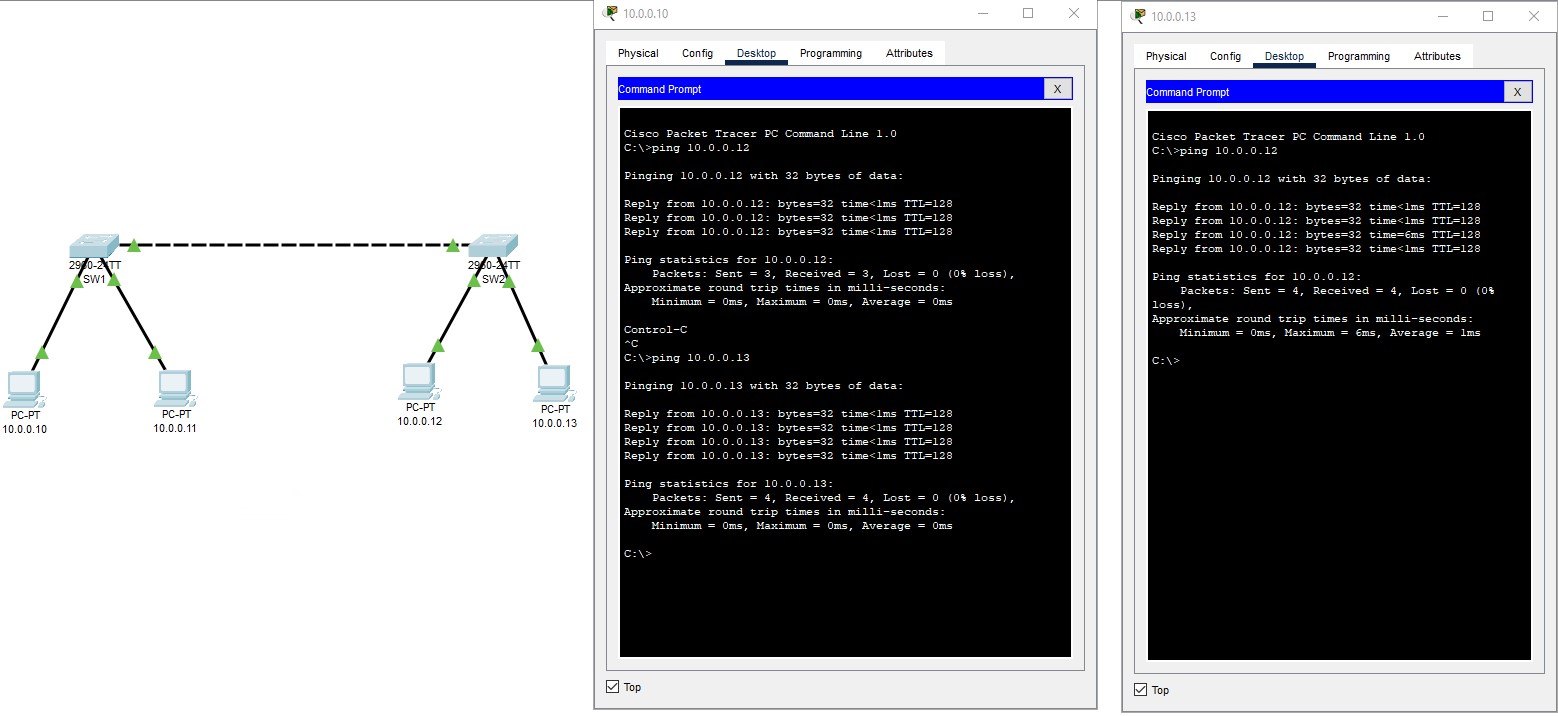 2960-24TT
SW1
2960-24TT
SW2
PC-PT
10.0.0.10
PC-PT
10.0.0.11
PC-PT
10.0.0.12
PC-PT
10.0.0.13
10.0.0.10
Physical Config Desktop Programming Attributes
Command Prompt X
Cisco Packet Tracer PC Command Line 1.0
C:\>ping 10.0.0.12
Pinging 10.0.0.12 with 32 bytes of data:
Reply from 10.0.0.12: bytes=32 time<1ms TTL=128
Reply from 10.0.0.12: bytes=32 time<1ms TTL=128
Reply from 10.0.0.12: bytes=32 time<1ms TTL=128
Ping statistics for 10.0.0.12:
Packets: Sent = 3, Received = 3, Lost = 0 (0% loss),
Approximate round trip times in milli-seconds:
Minimum = 0ms, Maximum = 0ms, Average = 0ms
Control-C
^C
C:\>ping 10.0.0.13
Pinging 10.0.0.13 with 32 bytes of data:
Reply from 10.0.0.13: bytes=32 time<1ms TTL=128
Reply from 10.0.0.13: bytes=32 time<1ms TTL=128
Reply from 10.0.0.13: bytes=32 time<1ms TTL=128
Reply from 10.0.0.13: bytes=32 time<1ms TTL=128
Ping statistics for 10.0.0.13:
Packets: Sent = 4, Received = 4, Lost = 0 (0% loss),
Approximate round trip times in milli-seconds:
Minimum = 0ms, Maximum = 0ms, Average = 0ms
C:\>
Top
10.0.0.13
Physical Config Desktop Programming Attributes
Command Prompt X
Cisco Packet Tracer PC Command Line 1.0
C:\>ping 10.0.0.12
Pinging 10.0.0.12 with 32 bytes of data:
Reply from 10.0.0.12: bytes=32 time<1ms TTL=128
Reply from 10.0.0.12: bytes=32 time<1ms TTL=128
Reply from 10.0.0.12: bytes=32 time=6ms TTL=128
Reply from 10.0.0.12: bytes=32 time<1ms TTL=128
Ping statistics for 10.0.0.12:
Packets: Sent = 4, Received = 4, Lost = 0 (0%
loss),
Approximate round trip times in milli-seconds:
Minimum = 0ms, Maximum = 6ms, Average = 1ms
C:\>
Top